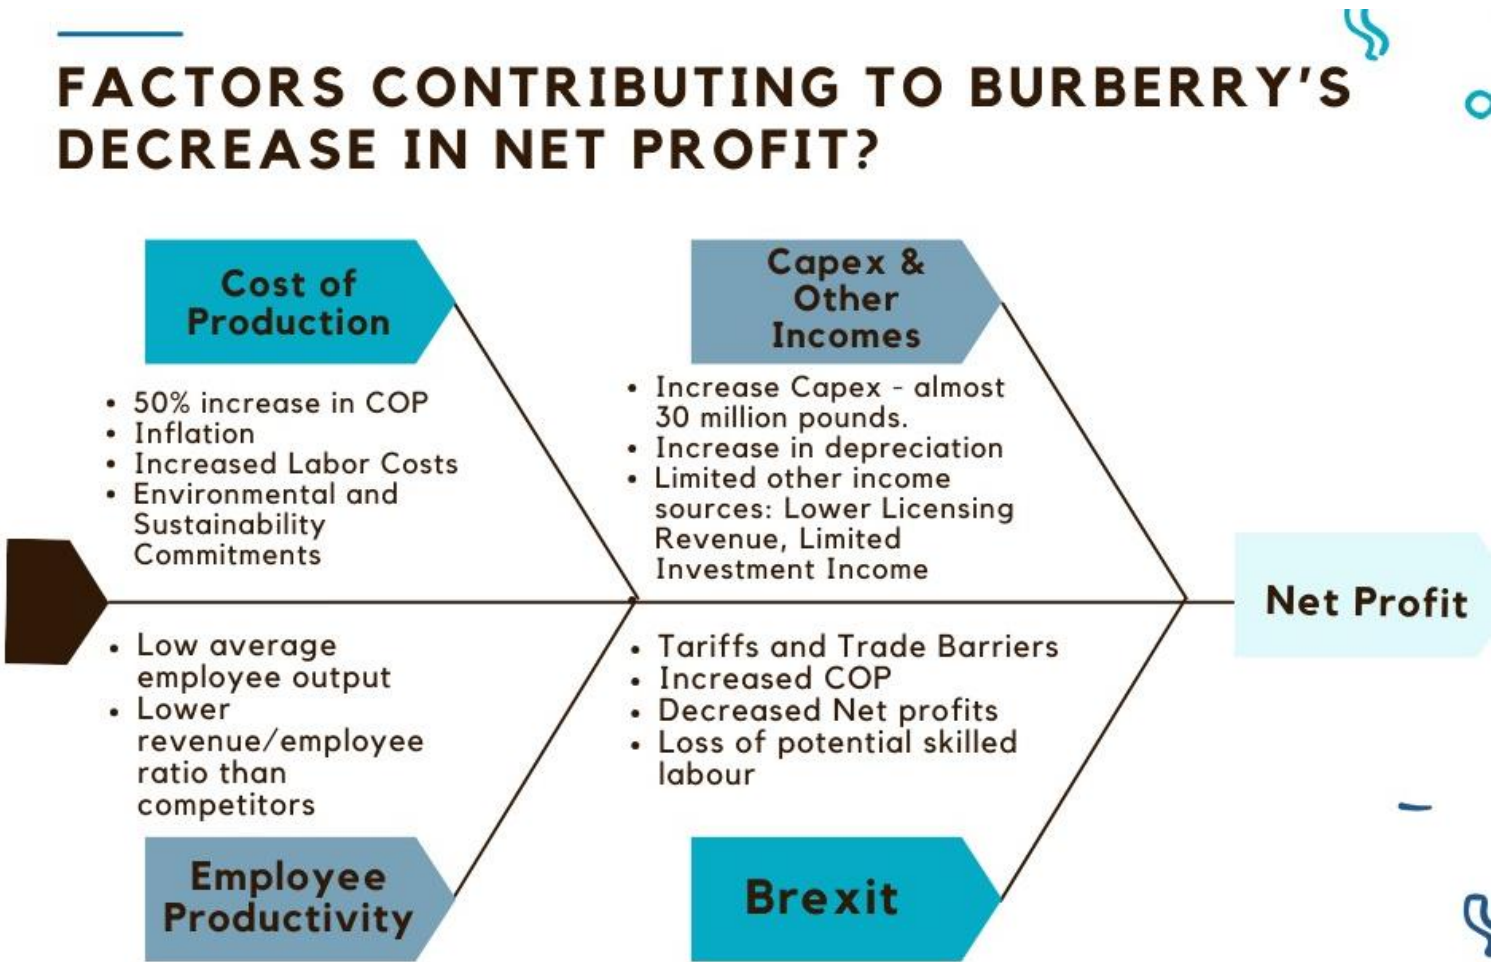 FACTORS CONTRIBUTING TO BURBERRY'S
DECREASE IN NET PROFIT?
Cost of
Production
• 50% increase in COP
• Inflation
• Increased Labor Costs
• Environmental and
Sustainability
Commitments
Capex &
Other
Incomes
• Increase Capex - almost
30 million pounds.
• Increase in depreciation
• Limited other income
sources: Lower Licensing
Revenue, Limited
Investment Income
Net Profit
• Low average
employee output
• Lower
revenue/employee
ratio than
competitors
Employee
Productivity
• Tariffs and Trade Barriers
• Increased COP
• Decreased Net profits
• Loss of potential skilled
labour
Brexit